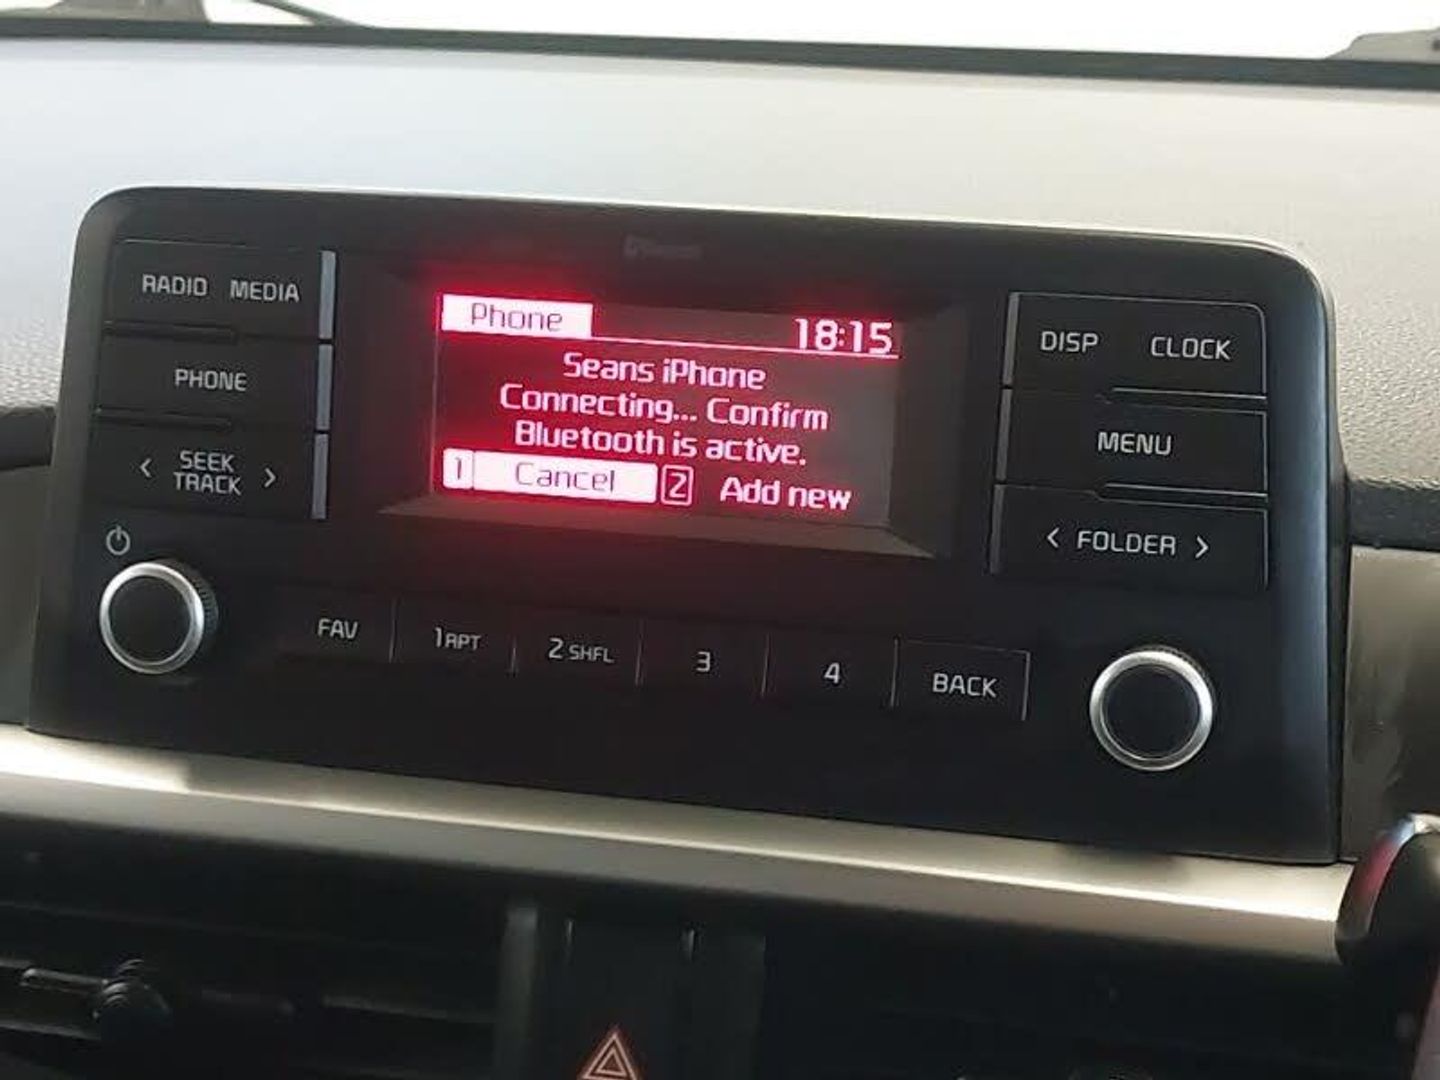 RADIO MEDIA
PHONE
< SEEK TRACK >
Phone 18:15
Seans iPhone
Connecting... Confirm
Bluetooth is active.
1 Cancel 2 Add new
DISP CLOCK
MENU
< FOLDER >
FAV 1 RPT 2 SHFL 3 4 BACK